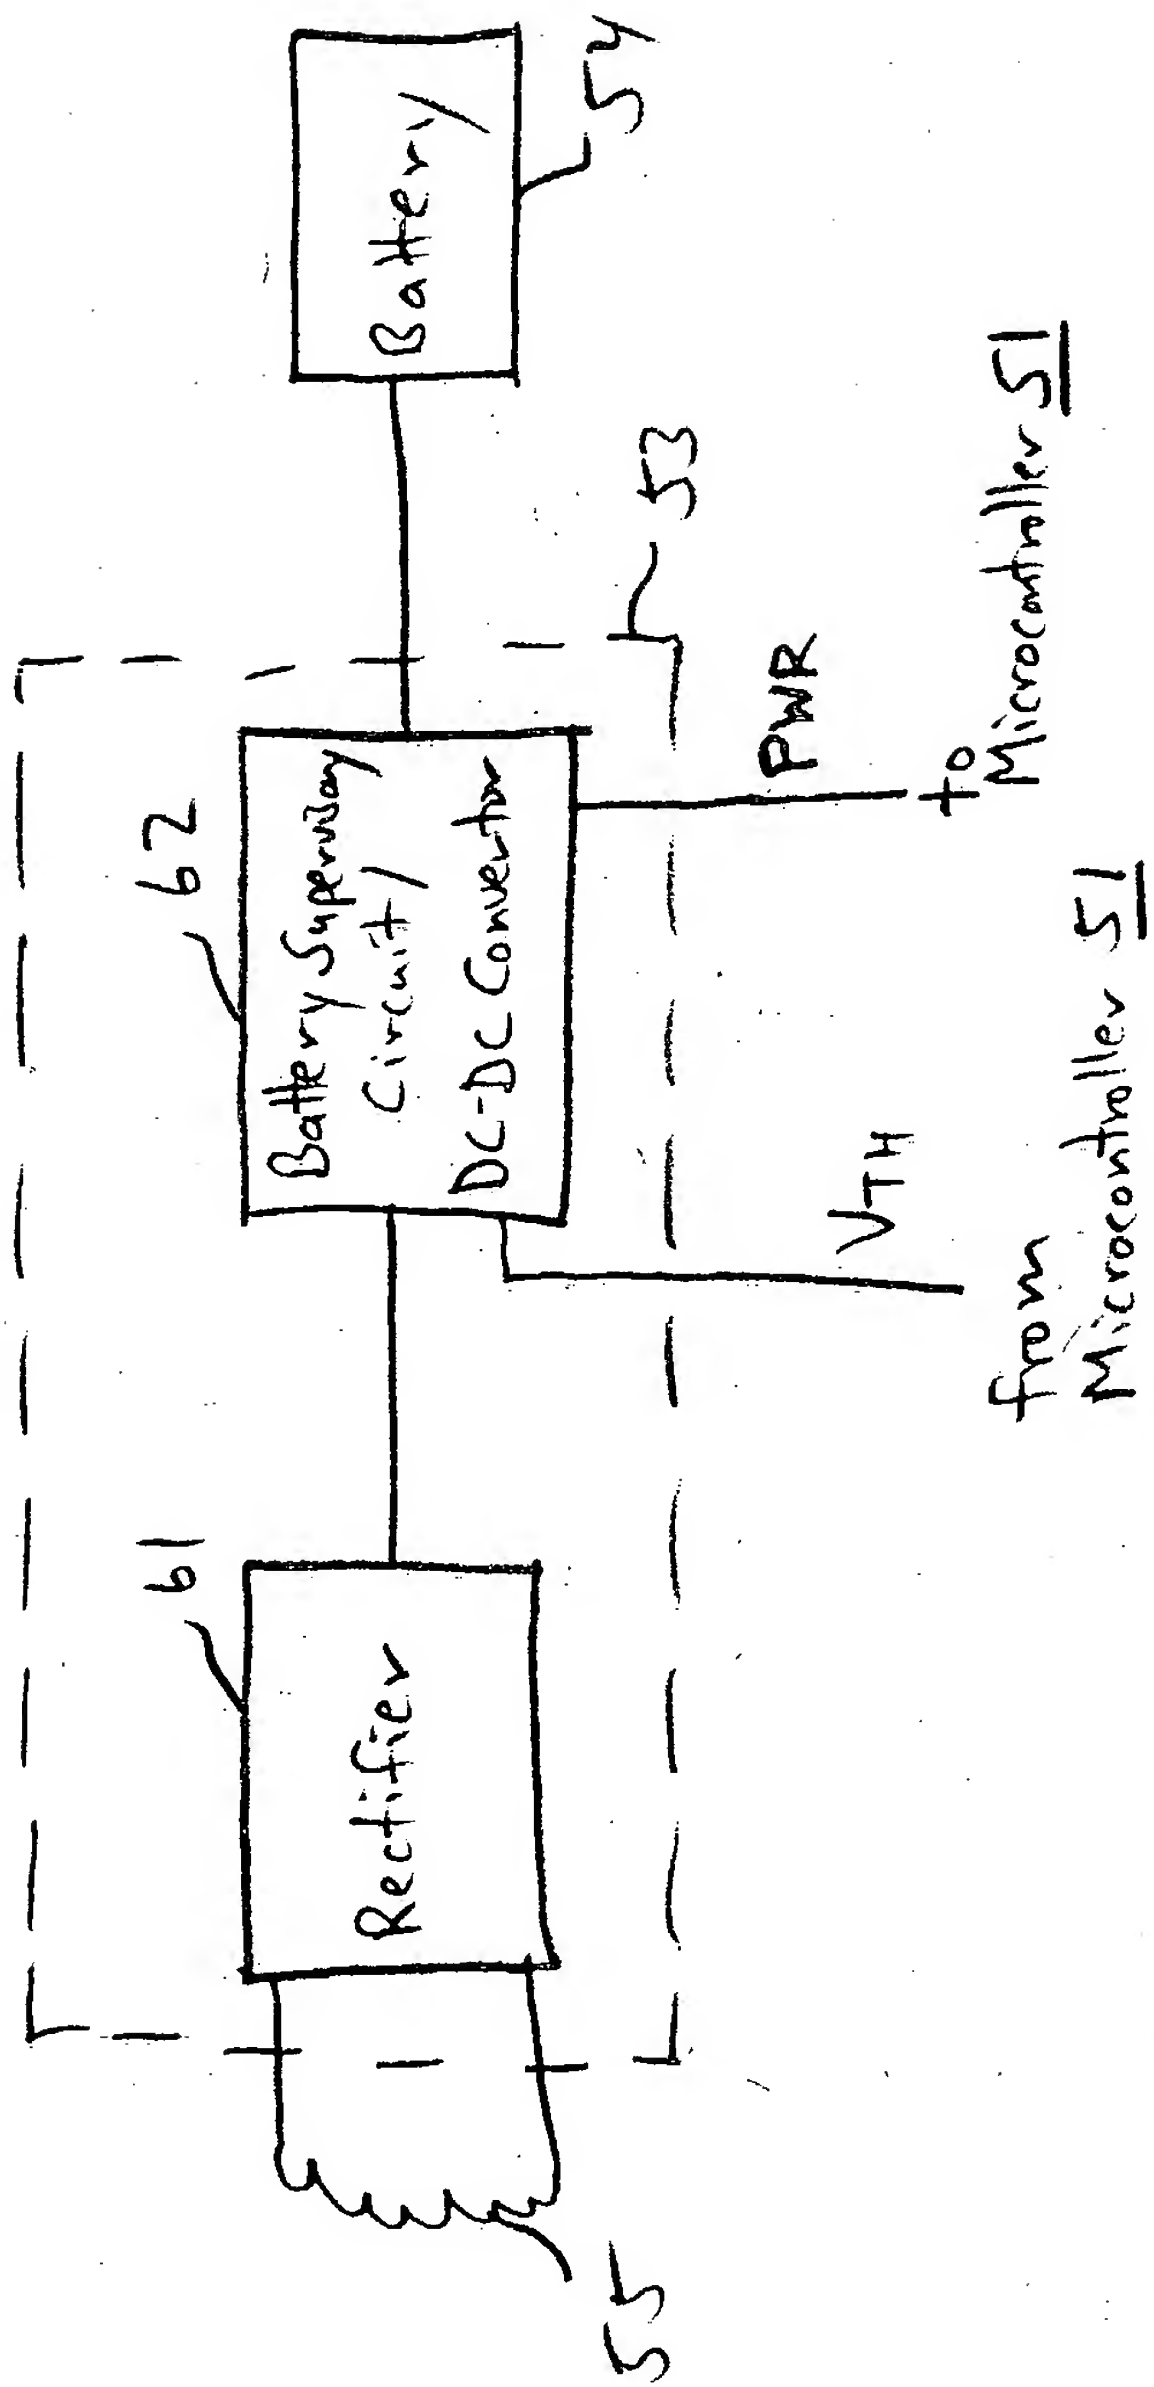 61
62
Rectifier
Battery Supervisory
Circuit/
DC-DC Convertor
Battery
54
53
55
VTH
PWR
to
Microcontroller 51
from
Microcontroller 51